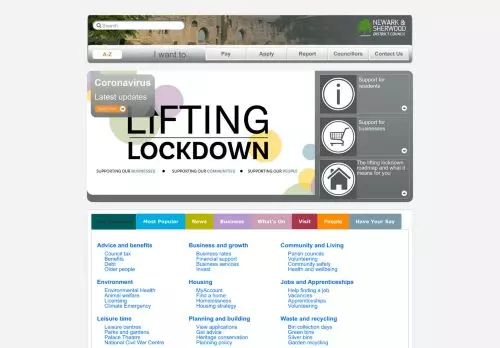 Search
NEWARK &
SHERWOOD
DISTRICT COUNCIL
A-Z
I want to...
Pay
Apply
Report
Councillors
Contact Us
Coronavirus
Latest updates
LIFTING
LOCKDOWN
SUPPORTING OUR BUSINESSES • SUPPORTING OUR COMMUNITIES • SUPPORTING OUR PEOPLE
Support for
residents
Support for
businesses
The lifting lockdown
roadmap and what it
means for you
Most Popular
News
Business
What's On
Visit
People
Have Your Say
Advice and benefits
Council tax
Benefits
Debt
Older people
Business and growth
Business rates
Financial support
Business services
Invest
Community and Living
Parish councils
Volunteering
Community safety
Health and wellbeing
Environment
Environmental Health
Animal welfare
Licensing
Climate Emergency
Housing
MyAccount
Find a home
Homelessness
Housing strategy
Jobs and Apprenticeships
Help finding a job
Vacancies
Apprenticeships
Volunteering
Leisure time
Leisure centres
Parks and gardens
Palace Theatre
National Civil War Centre
Planning and building
View applications
Get advice
Heritage conservation
Planning policy
Waste and recycling
Bin collection days
Green bins
Silver bins
Garden recycling